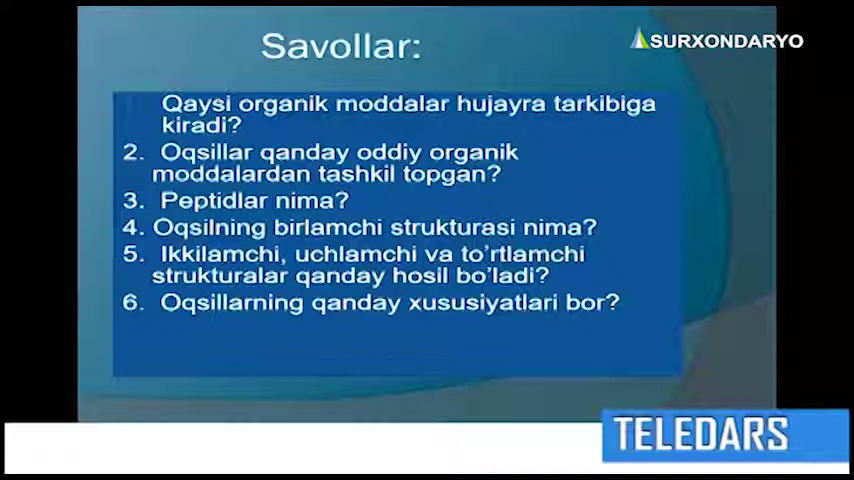 Savollar:
SURXONDARYO
Qaysi organik moddalar hujayra tarkibiga
kiradi?
2. Oqsillar qanday oddiy organik
moddalardan tashkil topgan?
3. Peptidlar nima?
4. Oqsilning birlamchi strukturasi nima?
5. Ikkilamchi, uchlamchi va to’rtlamchi
strukturalar qanday hosil bo’ladi?
6. Oqsillarning qanday xususiyatlari bor?
TELEDARS